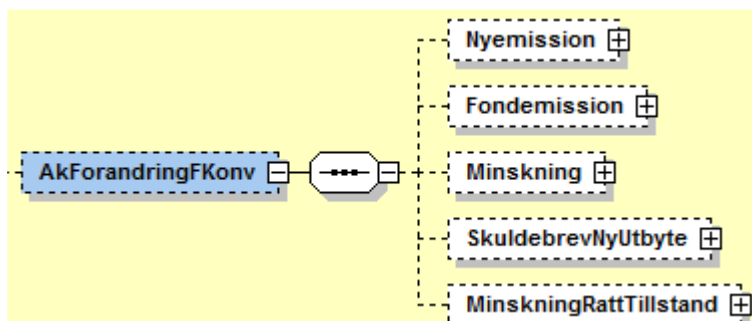 Nyemission
Fondemission
AkForandringFKonv
Minskning
SkuldebrevNyUtbyte
MinskningRattTillstand